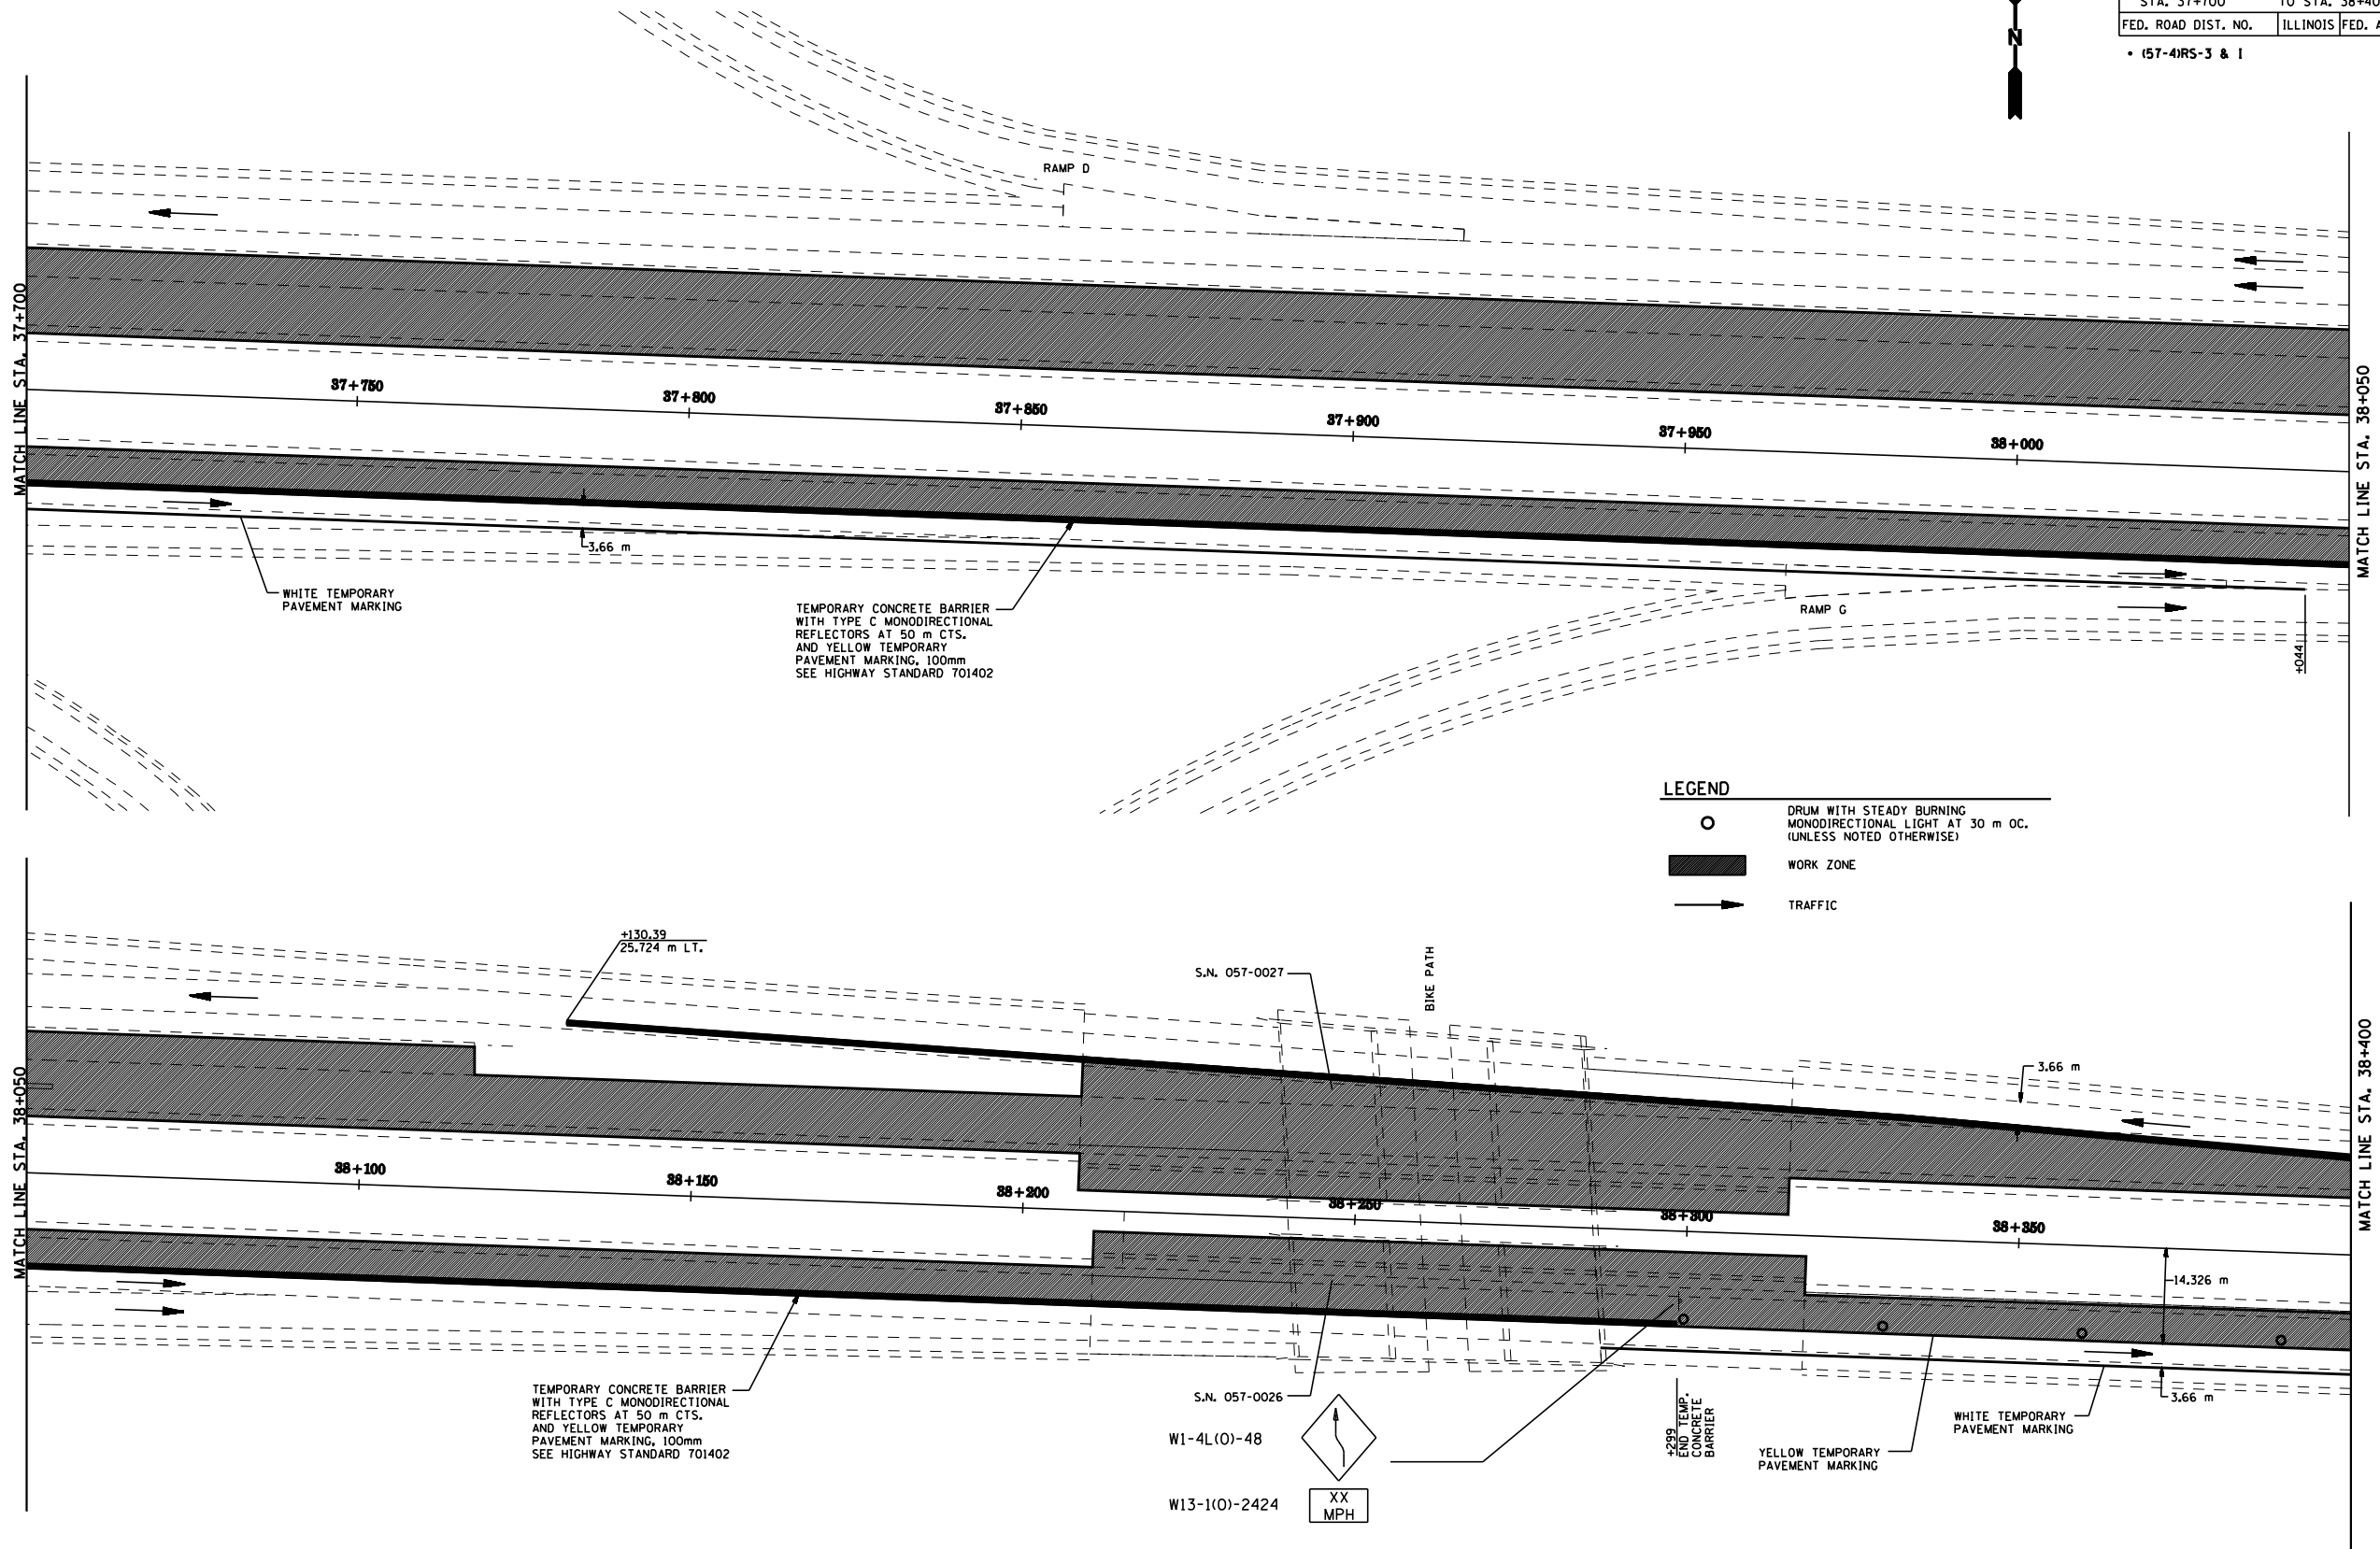 STA. 37+700 TO STA. 38+40
FED. ROAD DIST. NO. ILLINOIS FED. A
• (57-4)RS-3 & I
N
RAMP D
MATCH LINE STA. 37+700
37+750
37+800
37+850
37+900
37+950
38+000
MATCH LINE STA. 38+050
3.66 m
WHITE TEMPORARY
PAVEMENT MARKING
TEMPORARY CONCRETE BARRIER
WITH TYPE C MONODIRECTIONAL
REFLECTORS AT 50 m CTS.
AND YELLOW TEMPORARY
PAVEMENT MARKING, 100mm
SEE HIGHWAY STANDARD 701402
RAMP G
+044
LEGEND
DRUM WITH STEADY BURNING
MONODIRECTIONAL LIGHT AT 30 m OC.
(UNLESS NOTED OTHERWISE)
WORK ZONE
TRAFFIC
+130.39
25.724 m LT.
S.N. 057-0027
BIKE PATH
3.66 m
MATCH LINE STA. 38+050
38+100
38+150
38+200
38+250
38+300
38+350
MATCH LINE STA. 38+400
14.326 m
TEMPORARY CONCRETE BARRIER
WITH TYPE C MONODIRECTIONAL
REFLECTORS AT 50 m CTS.
AND YELLOW TEMPORARY
PAVEMENT MARKING, 100mm
SEE HIGHWAY STANDARD 701402
S.N. 057-0026
W1-4L(O)-48
W13-1(O)-2424
XX
MPH
+299
END TEMP.
CONCRETE
BARRIER
YELLOW TEMPORARY
PAVEMENT MARKING
WHITE TEMPORARY
PAVEMENT MARKING
3.66 m